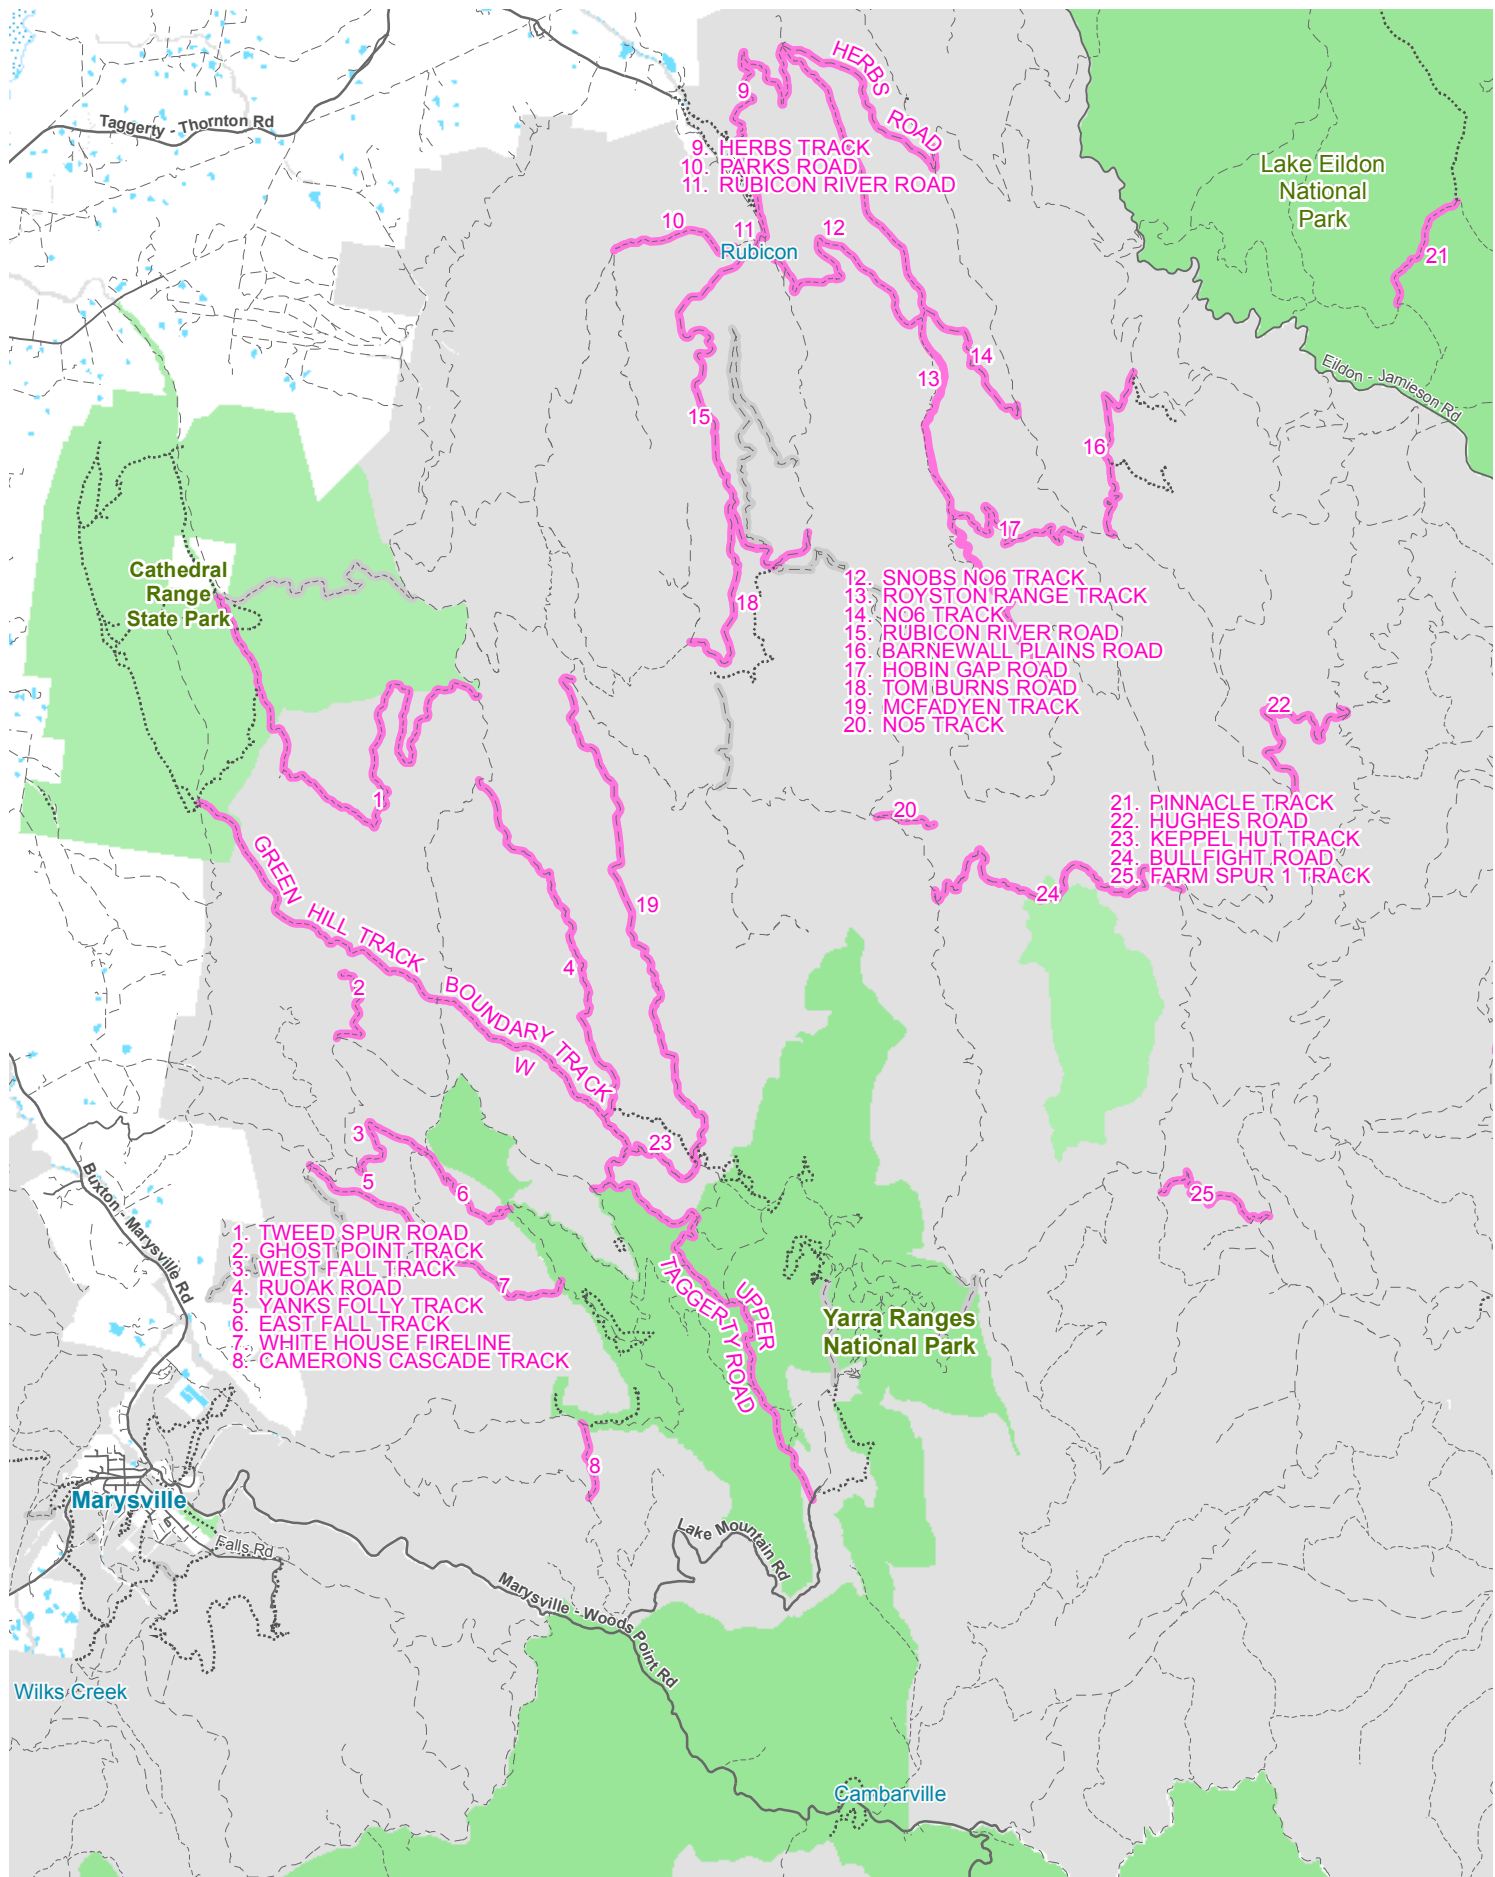 HERBS ROAD
Taggerty - Thornton Rd
9
9. HERBS TRACK
10. PARKS ROAD
11. RUBICON RIVER ROAD
Lake Eildon
National
Park
10
11
12
Rubicon
21
14
13
Eildon - Jamieson Rd
15
16
17
Cathedral
Range
State Park
18
12. SNOBS NO6 TRACK
13. ROYSTON RANGE TRACK
14. NO6 TRACK
15. RUBICON RIVER ROAD
16. BARNEWALL PLAINS ROAD
17. HOBIN GAP ROAD
18. TOM BURNS ROAD
19. MCFADYEN TRACK
20. NO5 TRACK
22
1
20
21. PINNACLE TRACK
22. HUGHES ROAD
23. KEPPEL HUT TRACK
24. BULLFIGHT ROAD
25. FARM SPUR 1 TRACK
GREEN HILL TRACK
24
19
4
2
BOUNDARY TRACK
W
3
23
5
6
25
Buxton - Marysville Rd
1. TWEED SPUR ROAD
2. GHOST POINT TRACK
3. WEST FALL TRACK
4. RUOAK ROAD
5. YANKS FOLLY TRACK
6. EAST FALL TRACK
7. WHITE HOUSE FIRELINE
8. CAMERONS CASCADE TRACK
7
UPPER
TAGGERTY ROAD
Yarra Ranges
National Park
8
Marysville
Falls Rd
Lake Mountain Rd
Marysville - Woods Point Rd
Wilks Creek
Cambarville